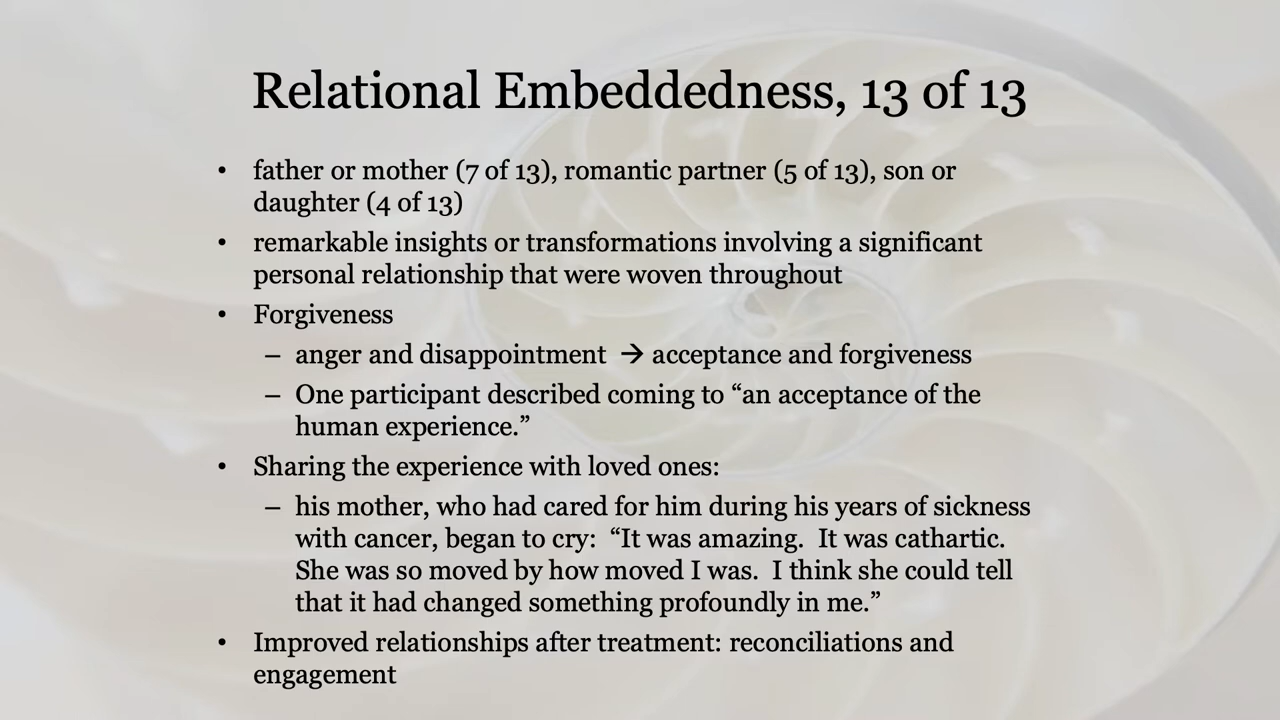 Relational Embeddedness, 13 of 13
• father or mother (7 of 13), romantic partner (5 of 13), son or
daughter (4 of 13)
• remarkable insights or transformations involving a significant
personal relationship that were woven throughout
• Forgiveness
– anger and disappointment → acceptance and forgiveness
– One participant described coming to “an acceptance of the
human experience.”
• Sharing the experience with loved ones:
– his mother, who had cared for him during his years of sickness
with cancer, began to cry:  “It was amazing.  It was cathartic.
She was so moved by how moved I was.  I think she could tell
that it had changed something profoundly in me.”
• Improved relationships after treatment: reconciliations and
engagement